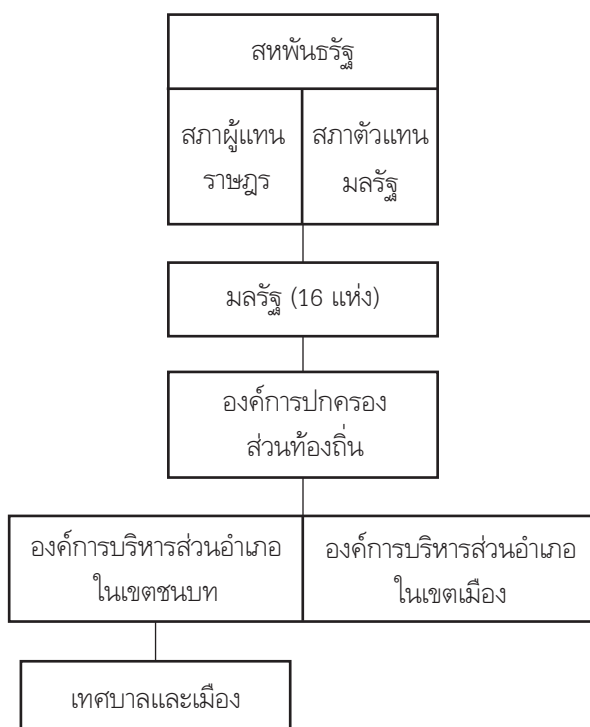 สหพันธรัฐ
สภาผู้แทน
ราษฎร
สภาตัวแทน
มลรัฐ
มลรัฐ (16 แห่ง)
องค์การปกครอง
ส่วนท้องถิ่น
องค์การบริหารส่วนอำเภอ
ในเขตชนบท
องค์การบริหารส่วนอำเภอ
ในเขตเมือง
เทศบาลและเมือง